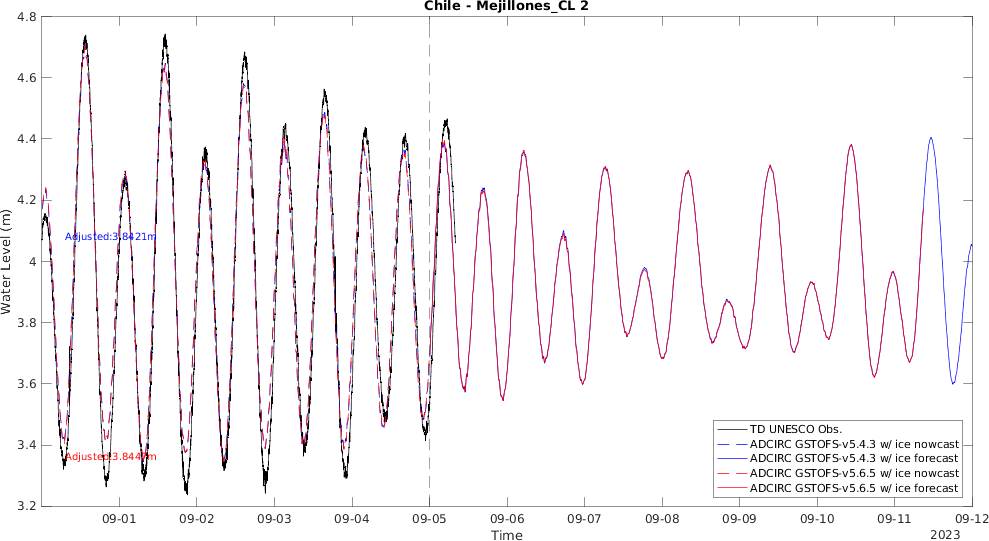 Chile - Mejillones_CL 2
4.8
4.6
4.4
4.2
4
3.8
3.6
3.4
3.2
Water Level (m)
Adjusted:3.8421m
TD UNESCO Obs.
ADCIRC GSTOFS-v5.4.3 w/ ice nowcast
ADCIRC GSTOFS-v5.4.3 w/ ice forecast
ADCIRC GSTOFS-v5.6.5 w/ ice nowcast
ADCIRC GSTOFS-v5.6.5 w/ ice forecast
09-01 09-02 09-03 09-04 09-05 09-06 09-07 09-08 09-09 09-10 09-11 09-12
Time
2023